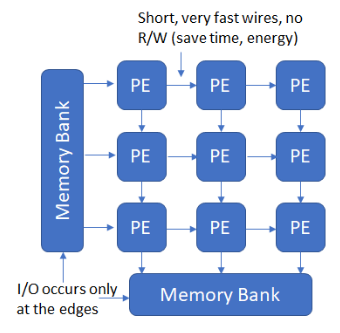 Short, very fast wires, no
R/W (save time, energy)
PE PE PE
Memory Bank
PE PE PE
PE PE PE
I/O occurs only
at the edges
Memory Bank